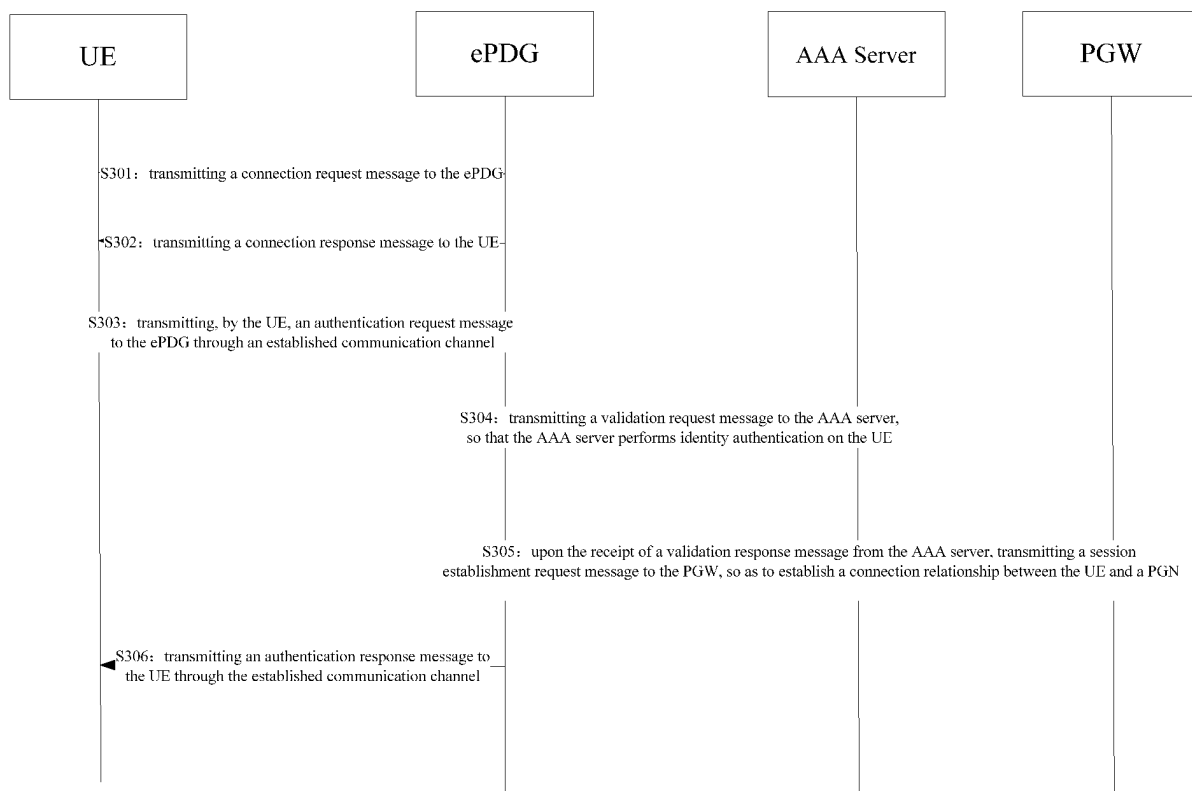 UE
ePDG
AAA Server
PGW
S301：transmitting a connection request message to the ePDG
S302：transmitting a connection response message to the UE
S303：transmitting, by the UE, an authentication request message
to the ePDG through an established communication channel
S304：transmitting a validation request message to the AAA server,
so that the AAA server performs identity authentication on the UE
S305：upon the receipt of a validation response message from the AAA server, transmitting a session
establishment request message to the PGW, so as to establish a connection relationship between the UE and a PGN
S306：transmitting an authentication response message to
the UE through the established communication channel